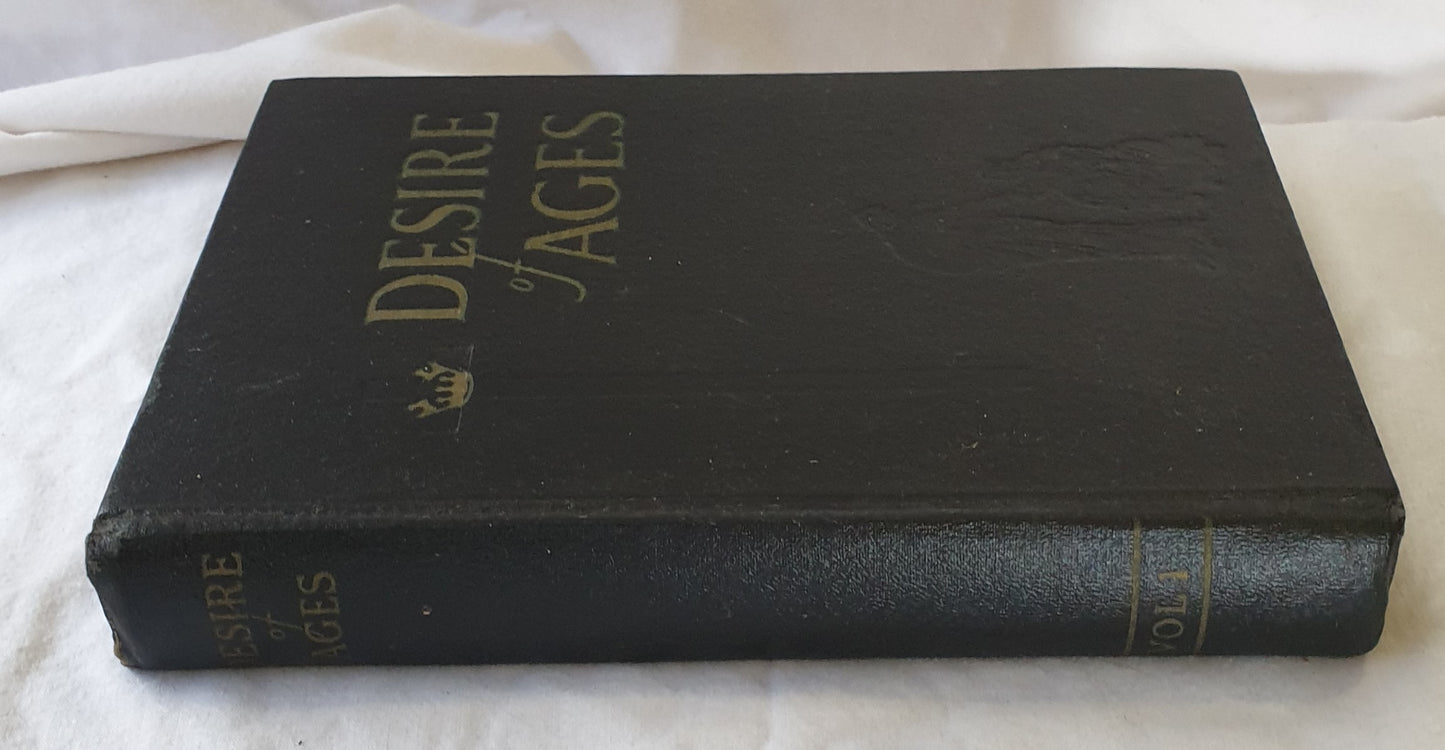 DESIRE
of
AGES
DESIRE
of
AGES
VOL 1